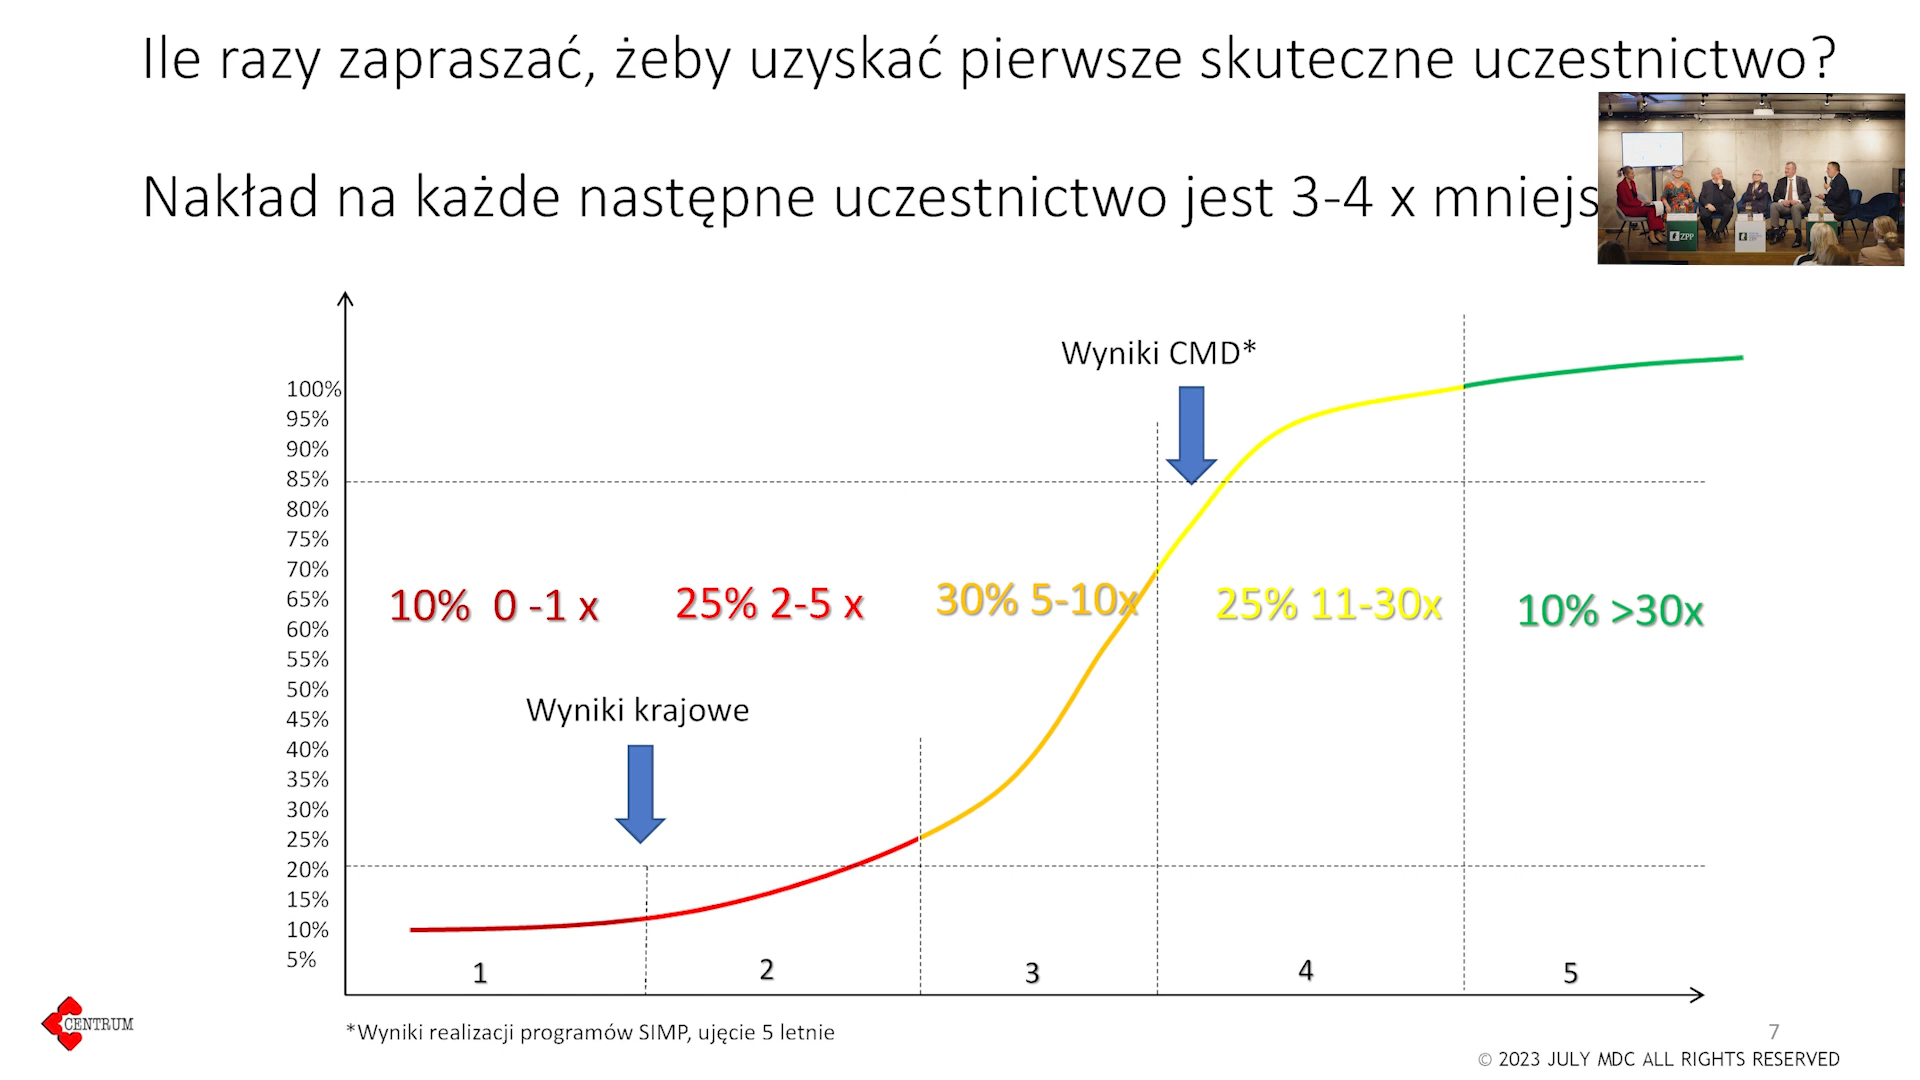 Ile razy zapraszać, żeby uzyskać pierwsze skuteczne uczestnictwo?
Nakład na każde następne uczestnictwo jest 3-4 x mniejs
ZPP
Wyniki CMD*
100%
95%
90%
85%
80%
75%
70%
65%
60%
55%
50%
45%
40%
35%
30%
25%
20%
15%
10%
5%
10% 0 -1 x
25% 2-5 x
30% 5-10x
25% 11-30x
10% >30x
Wyniki krajowe
1
2
3
4
5
CENTRUM
*Wyniki realizacji programów SIMP, ujęcie 5 letnie
7
© 2023 JULY MDC ALL RIGHTS RESERVED